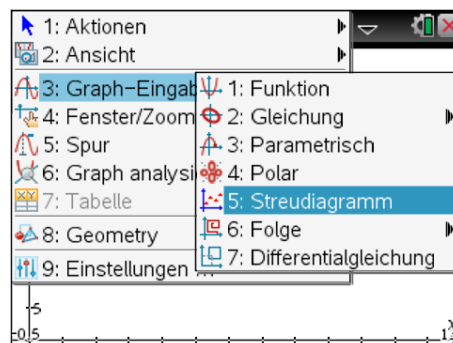 1: Aktionen
2: Ansicht
3: Graph-Eingab
4: Fenster/Zoom
5: Spur
6: Graph analysi
7: Tabelle
8: Geometry
9: Einstellungen ...
1: Funktion
2: Gleichung
3: Parametrisch
4: Polar
5: Streudiagramm
6: Folge
7: Differentialgleichung
5
-0.5
x